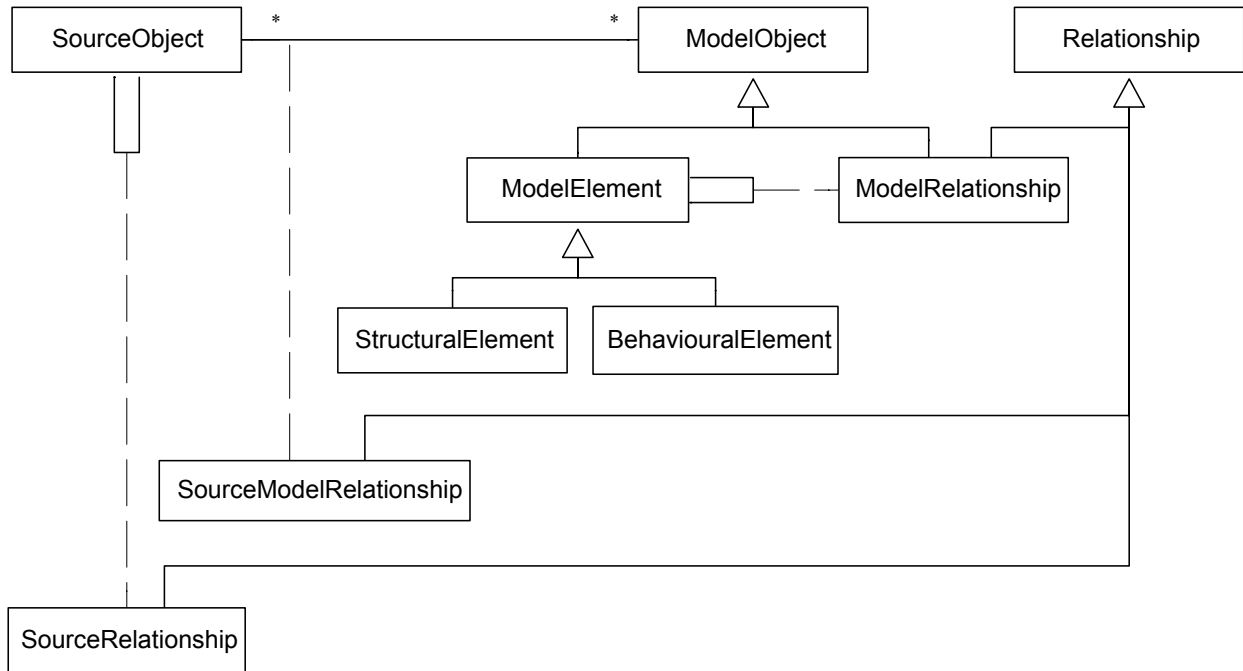 * *
SourceObject ModelObject Relationship
ModelElement ModelRelationship
StructuralElement BehaviouralElement
SourceModelRelationship
SourceRelationship